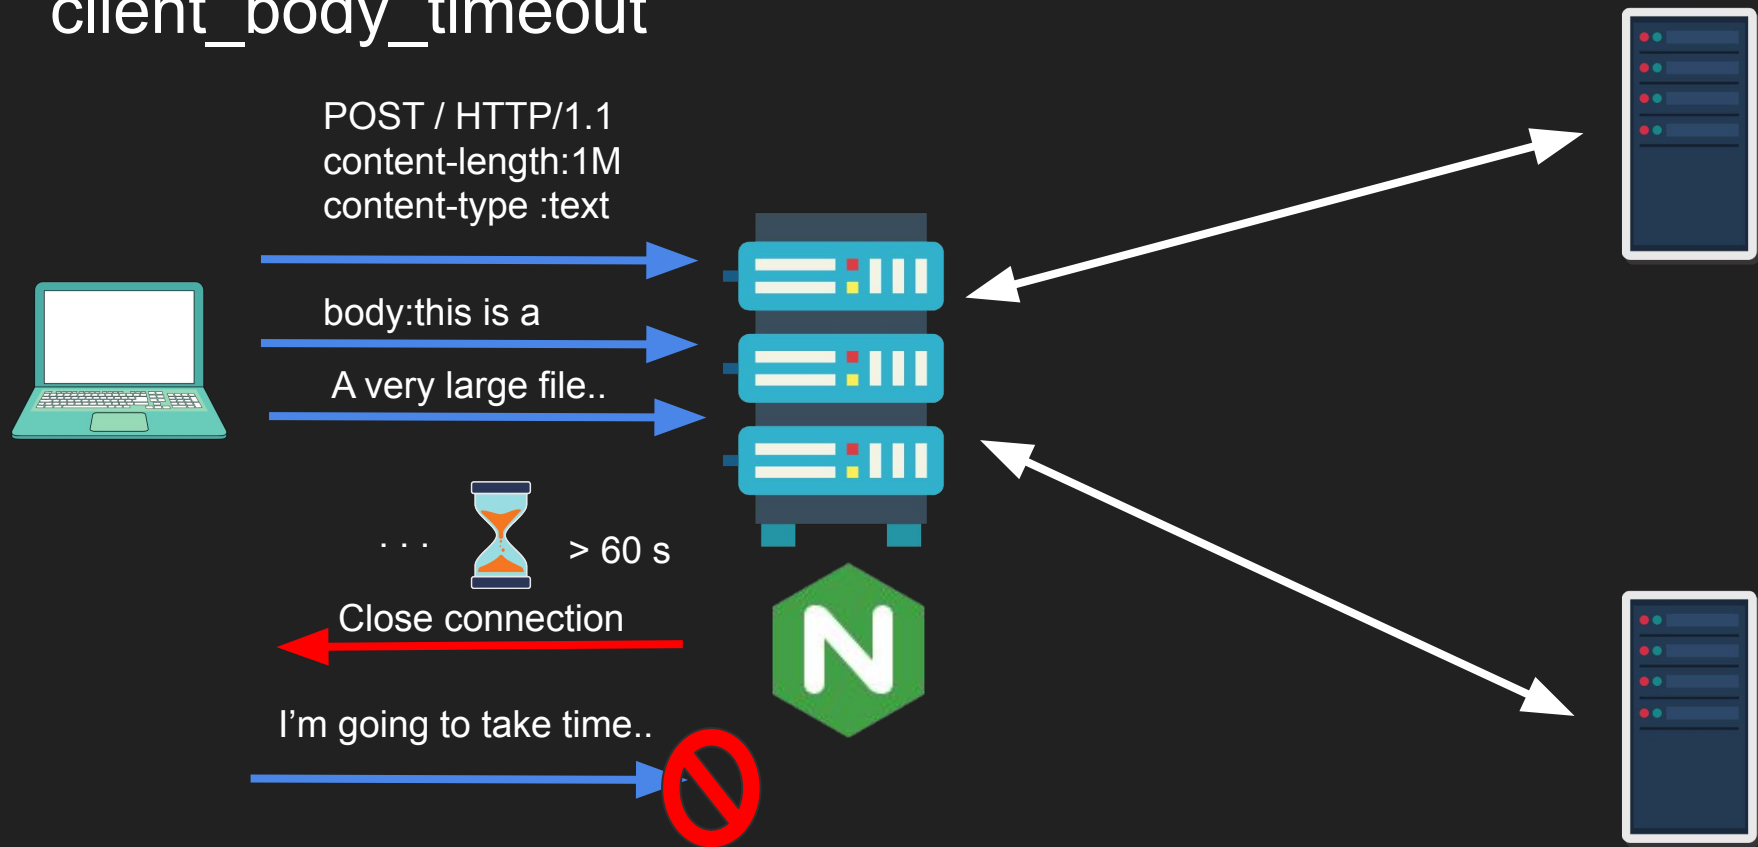 client_body_timeout
POST / HTTP/1.1
content-length:1M
content-type :text
body:this is a
A very large file..
. . .
> 60 s
Close connection
N
I’m going to take time..